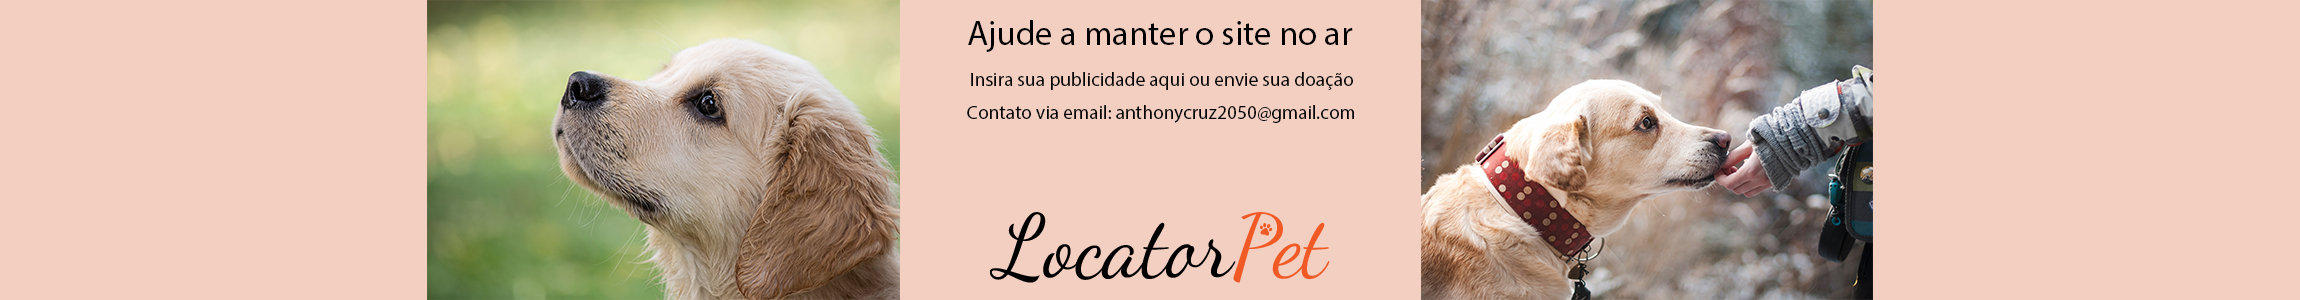 Ajude a manter o site no ar
Insira sua publicidade aqui ou envie sua doação
Contato via email: anthonycruz2050@gmail.com
LocatorPet